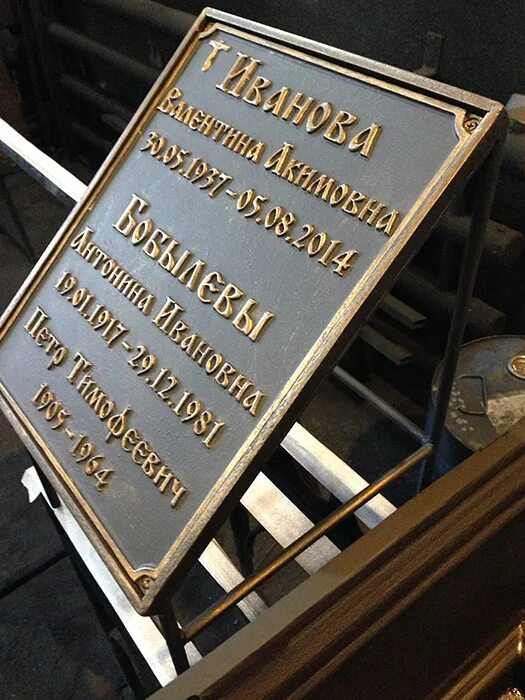 Иванова
Валентина Акимовна
30.05.1937-05.08.2014
Бобылевы
Антонина Ивановна
19.01.1917-29.12.1981
Петр Тимофеевич
1905-1964